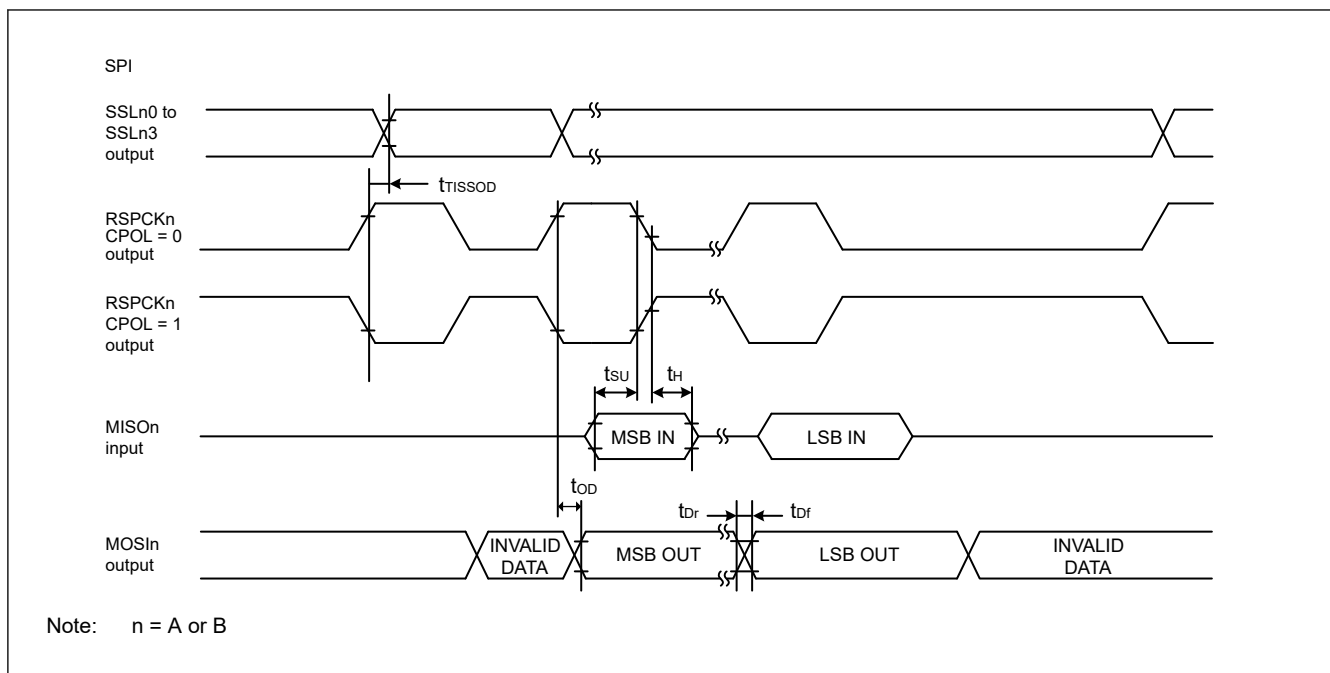 SPI
SSLn0 to
SSLn3
output
tTISSOD
RSPCKn
CPOL = 0
output
RSPCKn
CPOL = 1
output
tSU
tH
MISOn
input
MSB IN
LSB IN
tOD
tDr
tDf
MOSIn
output
INVALID
DATA
MSB OUT
LSB OUT
INVALID
DATA
Note: n = A or B